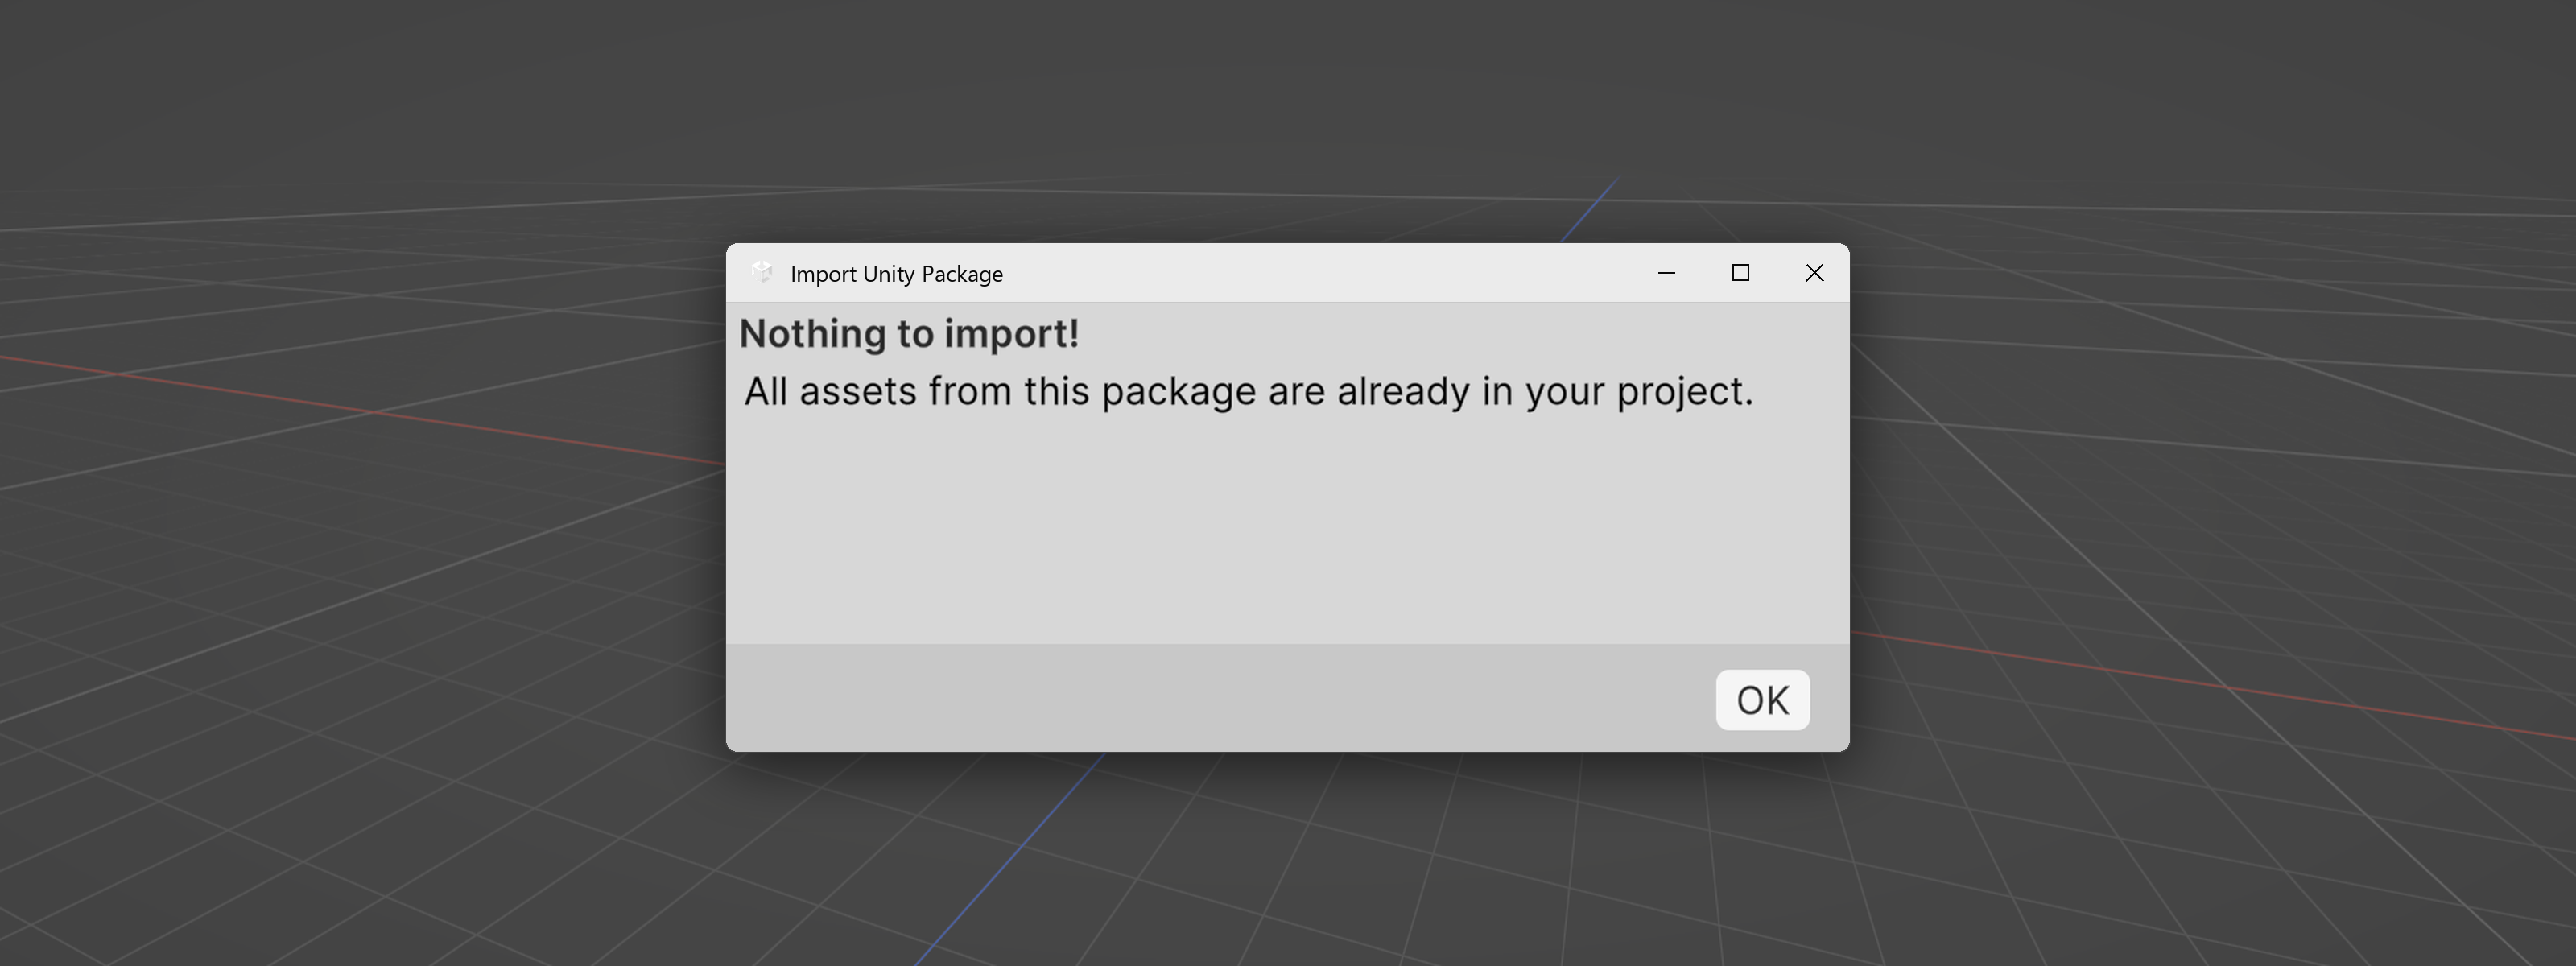 Import Unity Package
Nothing to import!
All assets from this package are already in your project.
OK